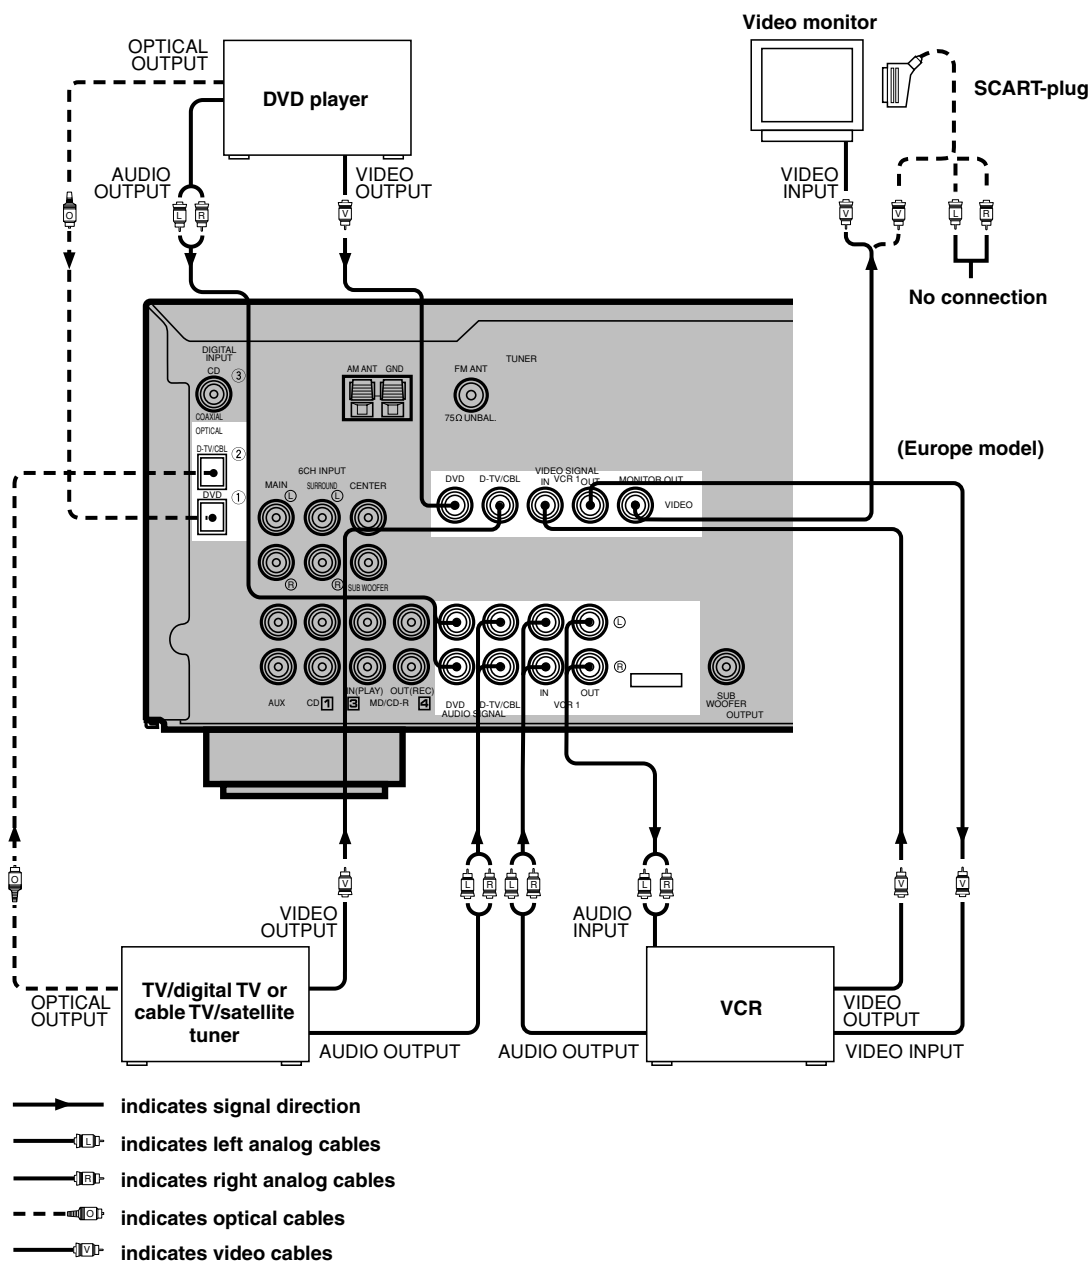 Video monitor
OPTICAL
OUTPUT
DVD player
SCART-plug
AUDIO
OUTPUT
VIDEO
OUTPUT
VIDEO
INPUT
O
L
R
V
V
V
L
R
No connection
DIGITAL
INPUT
CD
3
COAXIAL
OPTICAL
D-TV/CBL
2
DVD
1
AM ANT
GND
FM ANT
TUNER
75Ω UNBAL.
(Europe model)
6CH INPUT
MAIN
L
SURROUND
L
CENTER
R
R
SUB WOOFER
VIDEO SIGNAL
DVD
D-TV/CBL
IN
VCR 1
OUT
MONITOR OUT
VIDEO
L
R
AUX
CD
1
IN(PLAY)
3
MD/CD-R
OUT(REC)
4
DVD
D-TV/CBL
AUDIO SIGNAL
IN
OUT
VCR 1
SUB
WOOFER
OUTPUT
O
V
L
R
L
R
L
R
V
V
VIDEO
OUTPUT
AUDIO
INPUT
OPTICAL
OUTPUT
TV/digital TV or
cable TV/satellite
tuner
AUDIO OUTPUT
AUDIO OUTPUT
VCR
VIDEO
OUTPUT
VIDEO INPUT
indicates signal direction
L
indicates left analog cables
R
indicates right analog cables
O
indicates optical cables
V
indicates video cables